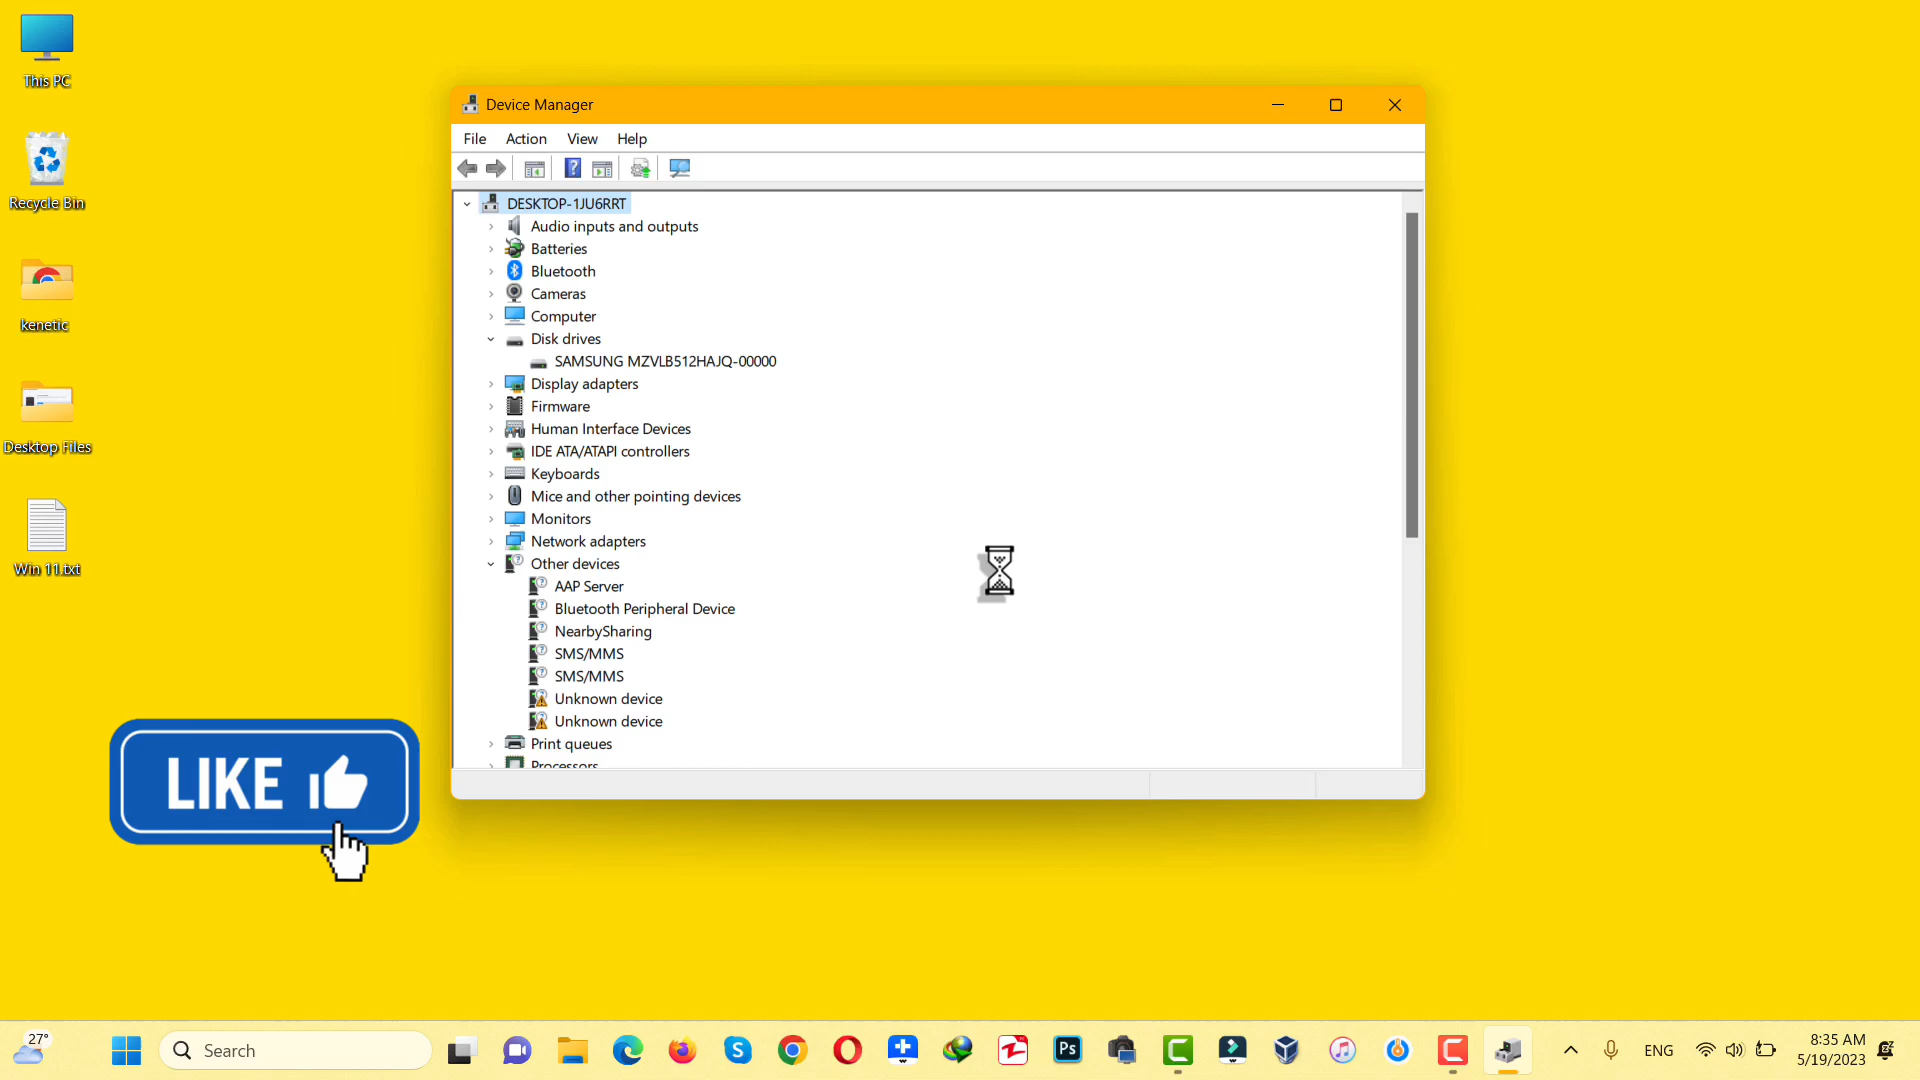 This PC
Recycle Bin
kenetic
Desktop Files
Win 11.txt
Device Manager
File Action View Help
DESKTOP-1JU6RRT
Audio inputs and outputs
Batteries
Bluetooth
Cameras
Computer
Disk drives
SAMSUNG MZVLB512HAJQ-00000
Display adapters
Firmware
Human Interface Devices
IDE ATA/ATAPI controllers
Keyboards
Mice and other pointing devices
Monitors
Network adapters
Other devices
AAP Server
Bluetooth Peripheral Device
NearbySharing
SMS/MMS
SMS/MMS
Unknown device
Unknown device
Print queues
Processors
LIKE
27°
Search
Ps
ENG
8:35 AM
5/19/2023